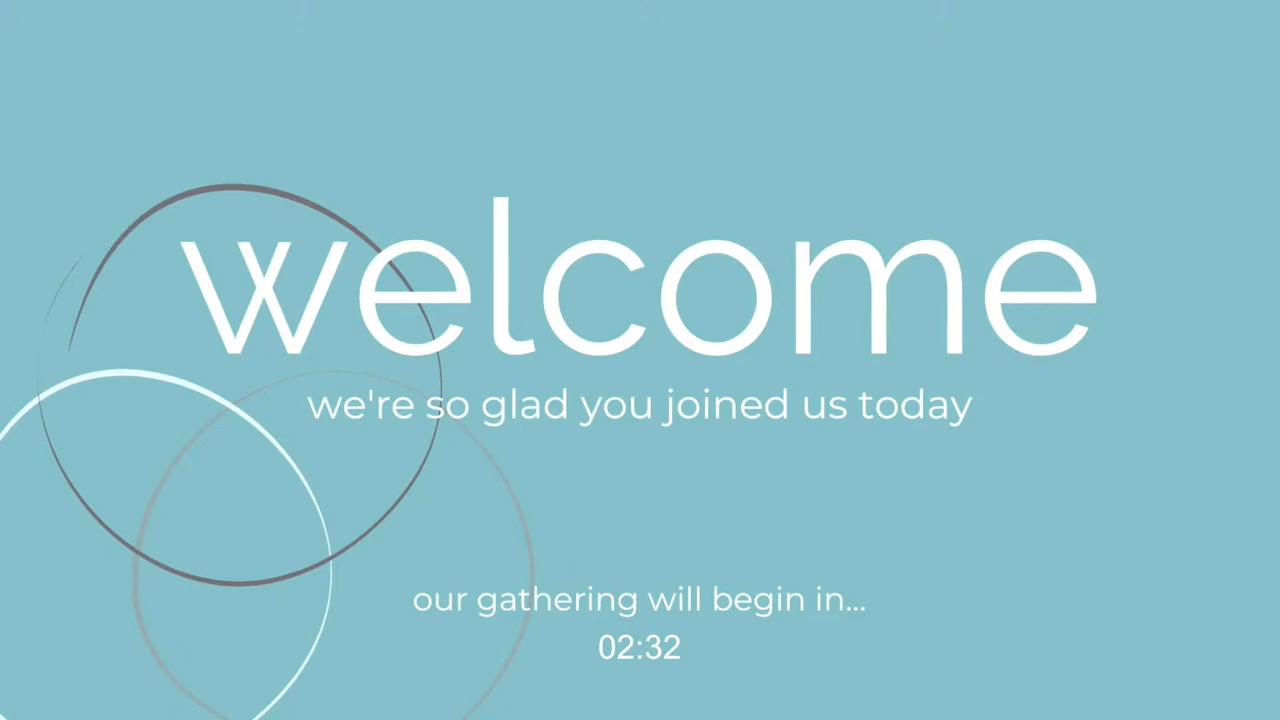 welcome
we're so glad you joined us today
our gathering will begin in...
02:32